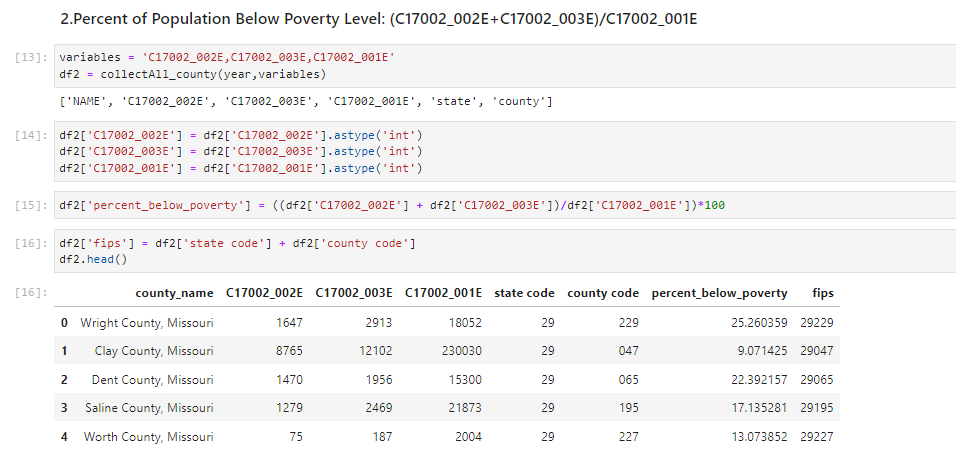 2.Percent of Population Below Poverty Level: (C17002_002E+C17002_003E)/C17002_001E
[13]: variables = 'C17002_002E,C17002_003E,C17002_001E'
df2 = collectAll_county(year,variables)
['NAME', 'C17002_002E', 'C17002_003E', 'C17002_001E', 'state', 'county']
[14]: df2['C17002_002E'] = df2['C17002_002E'].astype('int')
df2['C17002_003E'] = df2['C17002_003E'].astype('int')
df2['C17002_001E'] = df2['C17002_001E'].astype('int')
[15]: df2['percent_below_poverty'] = ((df2['C17002_002E'] + df2['C17002_003E'])/df2['C17002_001E'])*100
[16]: df2['fips'] = df2['state code'] + df2['county code']
df2.head()
[16]: county_name C17002_002E C17002_003E C17002_001E state code county code percent_below_poverty fips
0 Wright County, Missouri 1647 2913 18052 29 229 25.260359 29229
1 Clay County, Missouri 8765 12102 230030 29 047 9.071425 29047
2 Dent County, Missouri 1470 1956 15300 29 065 22.392157 29065
3 Saline County, Missouri 1279 2469 21873 29 195 17.135281 29195
4 Worth County, Missouri 75 187 2004 29 227 13.073852 29227